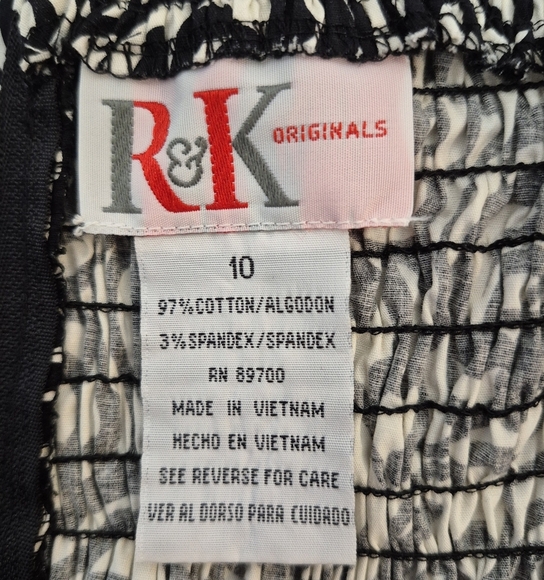 R&K ORIGINALS
10
97%COTTON/ALGODON
3%SPANDEX/SPANDEX
RN 89700
MADE IN VIETNAM
HECHO EN VIETNAM
SEE REVERSE FOR CARE
VER AL DORSO PARA CUIDADO